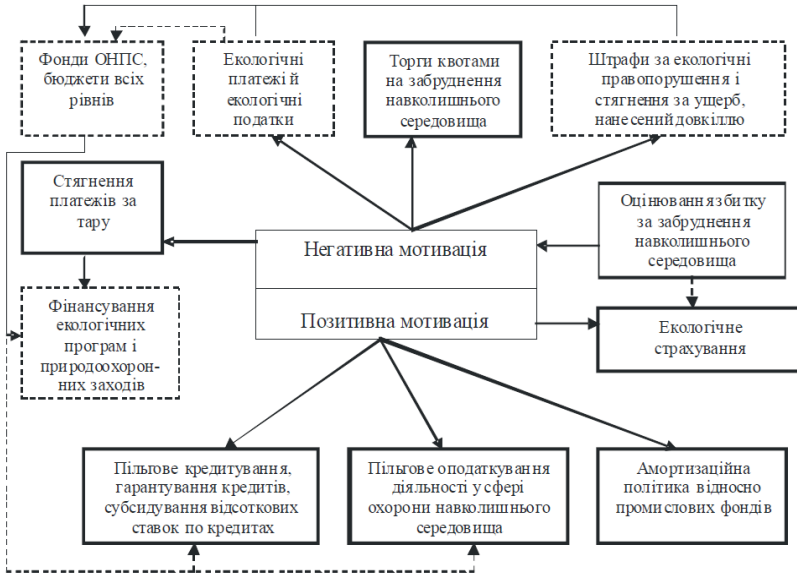 Фонди ОНПС,
бюджети всіх
рівнів
Екологічні
платежі й
екологічні
податки
Торги квотами
на забруднення
навколишнього
середовища
Штрафи за екологічні
правопорушення і
стягнення за ущерб,
нанесений довкіллю
Стягнення
платежів за
тару
Негативна мотивація
Оцінювання збитку
за забруднення
навколишнього
середовища
Фінансування
екологічних
програм і
природоохорон-
них заходів
Позитивна мотивація
Екологічне
страхування
Пільгове кредитування,
гарантування кредитів,
субсидування відсоткових
ставок по кредитах
Пільгове оподаткування
діяльності у сфері
охорони навколишнього
середовища
Амортизаційна
політика відносно
промислових фондів